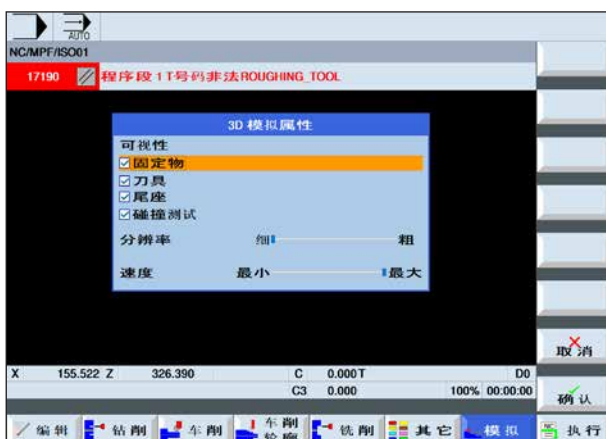 AUTO
NC/MPF/ISO01
17190 程序段 1 T号码非法ROUGHING_TOOL
3D 模拟属性
可视性
固定物
刀具
尾座
碰撞测试
分辨率 细 粗
速度 最小 最大
取消
X 155.522 Z 326.390 C 0.000 T D0
C3 0.000 100% 00:00:00
确认
编辑 钻削 车削 车削轮廓 铣削 其它 模拟 NC 执行